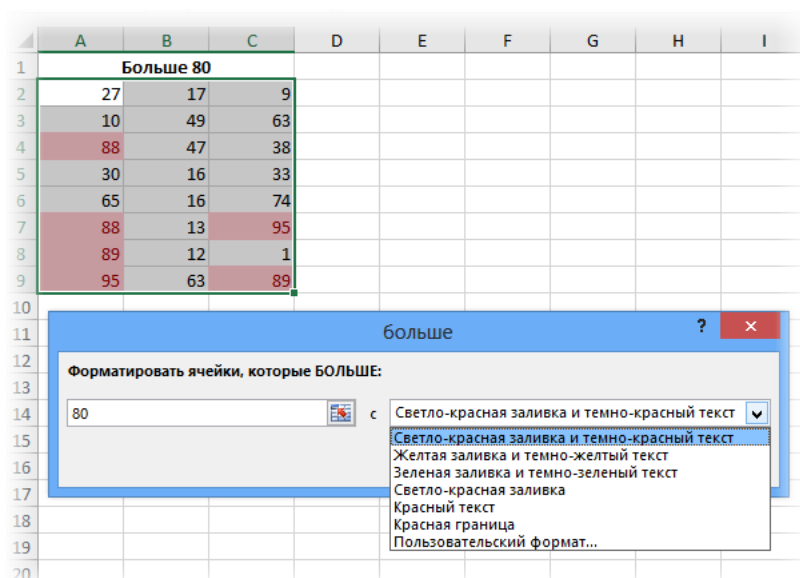 A B C D E F G H I
1 Больше 80
2 27 17 9
3 10 49 63
4 88 47 38
5 30 16 33
6 65 16 74
7 88 13 95
8 89 12 1
9 95 63 89
10
11 больше ? ×
12 Форматировать ячейки, которые БОЛЬШЕ:
13
14 80 с Светло-красная заливка и темно-красный текст
15 Светло-красная заливка и темно-красный текст
Желтая заливка и темно-желтый текст
16 Зеленая заливка и темно-зеленый текст
17 Светло-красная заливка
Красный текст
18 Красная граница
19 Пользовательский формат...
20